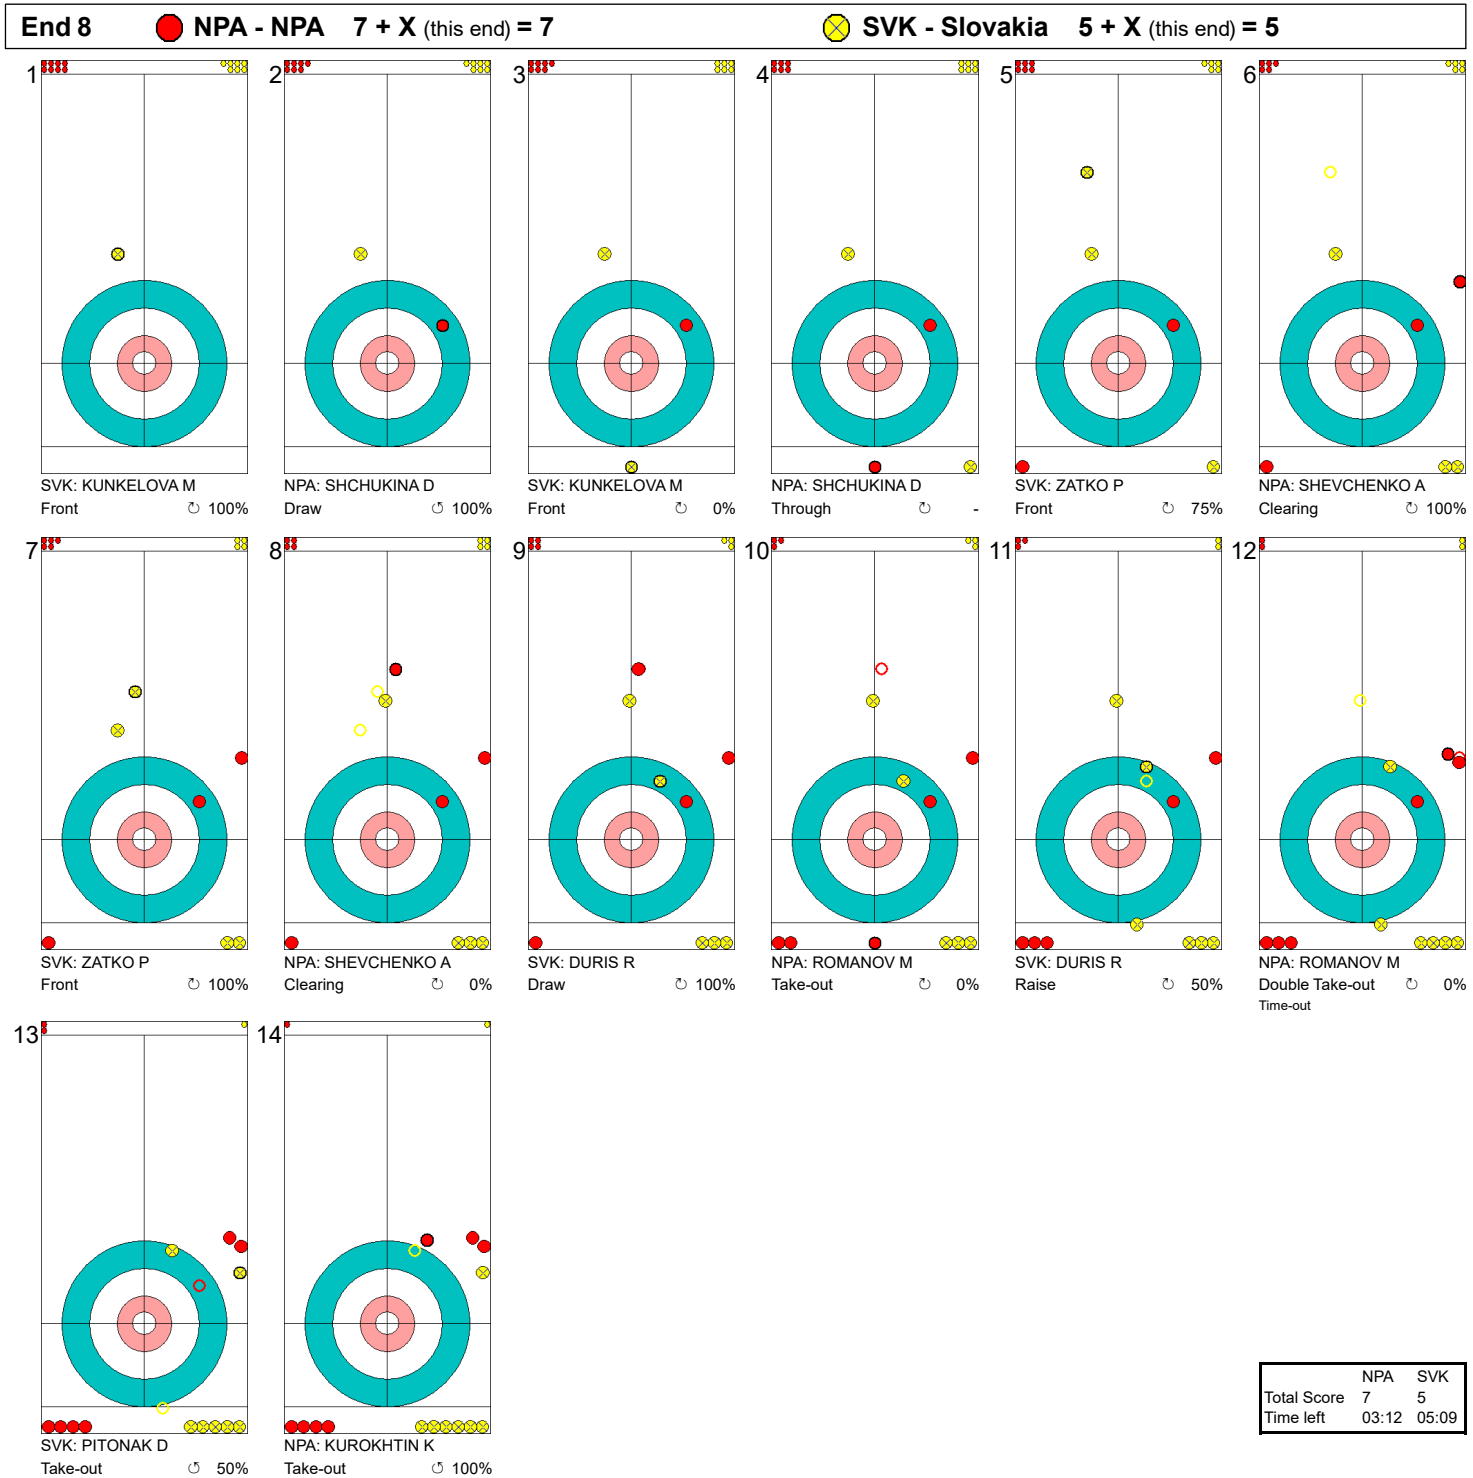 End 8 NPA - NPA 7 + X (this end) = 7 SVK - Slovakia 5 + X (this end) = 5
1 2 3 4 5 6
SVK: KUNKELOVA M NPA: SHCHUKINA D SVK: KUNKELOVA M NPA: SHCHUKINA D SVK: ZATKO P NPA: SHEVCHENKO A
Front ↻ 100% Draw ↺ 100% Front ↻ 0% Through ↻ - Front ↻ 75% Clearing ↻ 100%
7 8 9 10 11 12
SVK: ZATKO P NPA: SHEVCHENKO A SVK: DURIS R NPA: ROMANOV M SVK: DURIS R NPA: ROMANOV M
Front ↻ 100% Clearing ↻ 0% Draw ↻ 100% Take-out ↻ 0% Raise ↻ 50% Double Take-out ↻ 0%
Time-out
13 14
SVK: PITONAK D NPA: KUROKHTIN K
Take-out ↻ 50% Take-out ↺ 100%
NPA SVK
Total Score 7 5
Time left 03:12 05:09